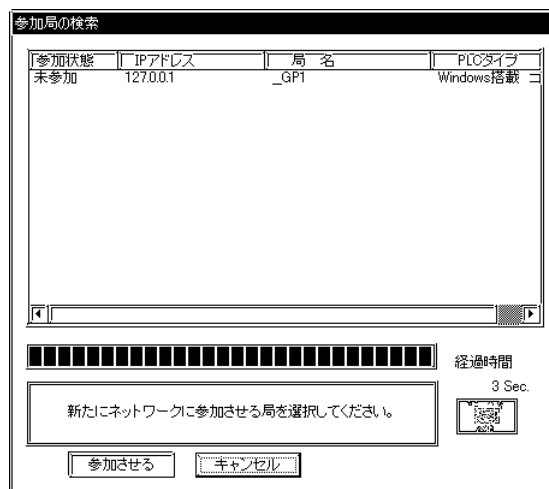 参加局の検索
参加状態 IPアドレス 局 名 PLCタイプ
未参加 127.0.0.1 _GP1 Windows搭載 コ
経過時間
3 Sec.
新たにネットワークに参加させる局を選択してください。
参加させる キャンセル